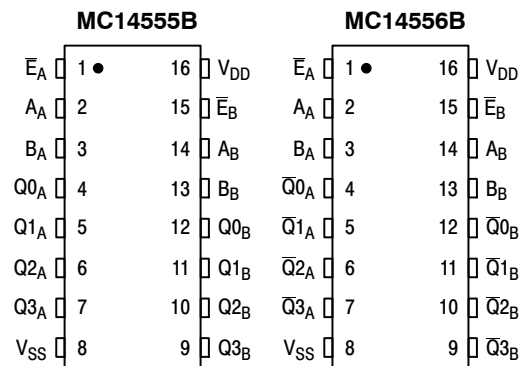 MC14555B MC14556B
E̅A 1 16 VDD E̅A 1 16 VDD
AA 2 15 E̅B AA 2 15 E̅B
BA 3 14 AB BA 3 14 AB
Q0A 4 13 BB Q̅0A 4 13 BB
Q1A 5 12 Q0B Q̅1A 5 12 Q̅0B
Q2A 6 11 Q1B Q̅2A 6 11 Q̅1B
Q3A 7 10 Q2B Q̅3A 7 10 Q̅2B
VSS 8 9 Q3B VSS 8 9 Q̅3B